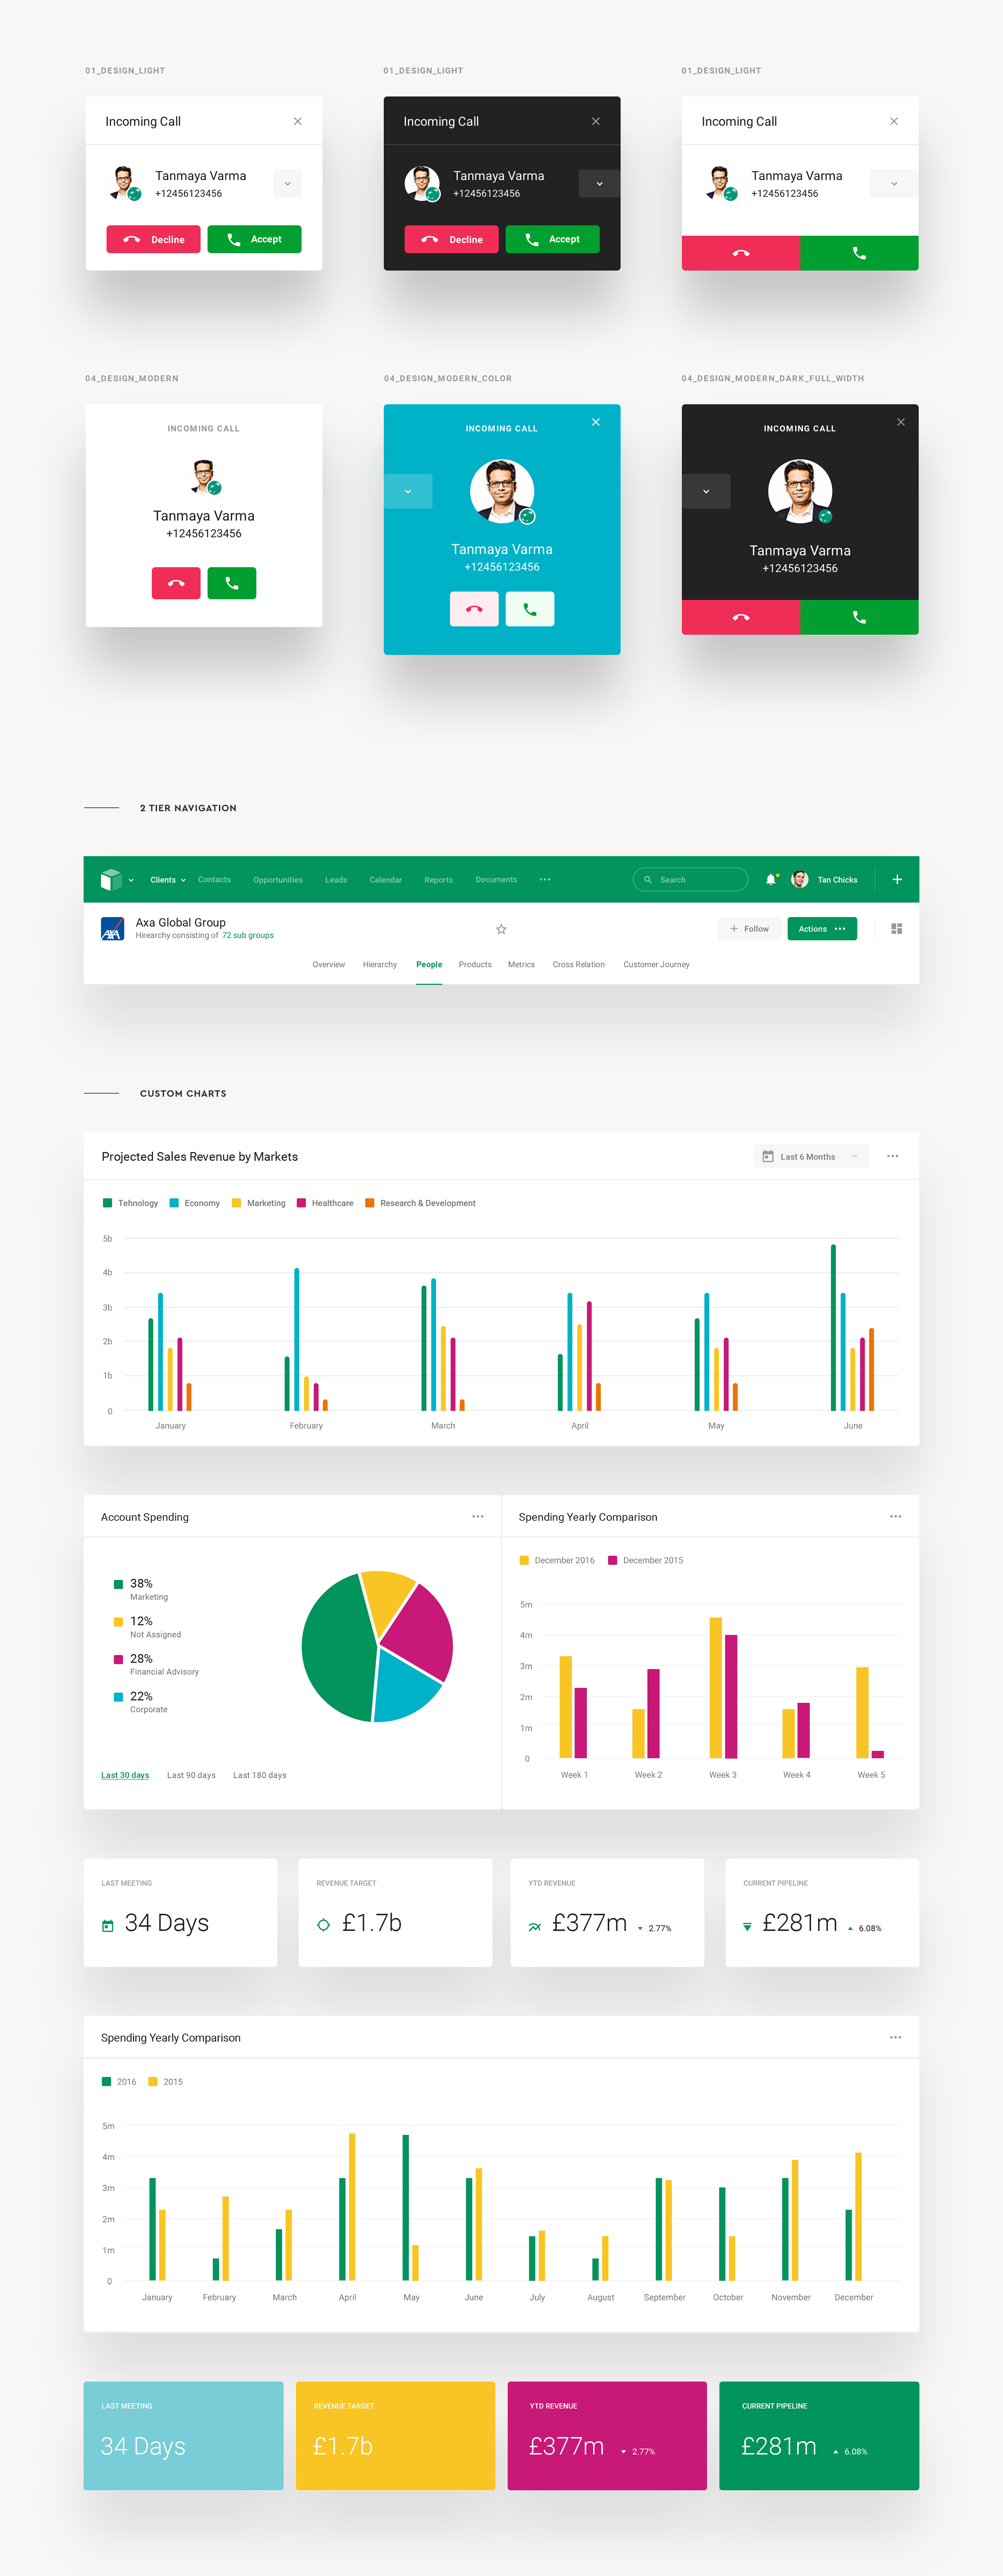 01_DESIGN_LIGHT
01_DESIGN_LIGHT
01_DESIGN_LIGHT
Incoming Call
Tanmaya Varma
+12456123456
Decline
Accept
Incoming Call
Tanmaya Varma
+12456123456
Decline
Accept
Incoming Call
Tanmaya Varma
+12456123456
04_DESIGN_MODERN
04_DESIGN_MODERN_COLOR
04_DESIGN_MODERN_DARK_FULL_WIDTH
INCOMING CALL
Tanmaya Varma
+12456123456
INCOMING CALL
Tanmaya Varma
+12456123456
INCOMING CALL
Tanmaya Varma
+12456123456
2 TIER NAVIGATION
Clients Contacts Opportunities Leads Calendar Reports Documents Search Tan Chicks
AXA
Axa Global Group
Hirearchy consisting of 72 sub groups
Follow
Actions
Overview Hierarchy People Products Metrics Cross Relation Customer Journey
CUSTOM CHARTS
Projected Sales Revenue by Markets
Last 6 Months
Tehnology Economy Marketing Healthcare Research & Development
5b
4b
3b
2b
1b
0
January February March April May June
Account Spending
38%
Marketing
12%
Not Assigned
28%
Financial Advisory
22%
Corporate
Last 30 days Last 90 days Last 180 days
Spending Yearly Comparison
December 2016 December 2015
5m
4m
3m
2m
1m
0
Week 1 Week 2 Week 3 Week 4 Week 5
LAST MEETING
34 Days
REVENUE TARGET
£1.7b
YTD REVENUE
£377m 2.77%
CURRENT PIPELINE
£281m 6.08%
Spending Yearly Comparison
2016 2015
5m
4m
3m
2m
1m
0
January February March April May June July August September October November December
LAST MEETING
34 Days
REVENUE TARGET
£1.7b
YTD REVENUE
£377m 2.77%
CURRENT PIPELINE
£281m 6.08%